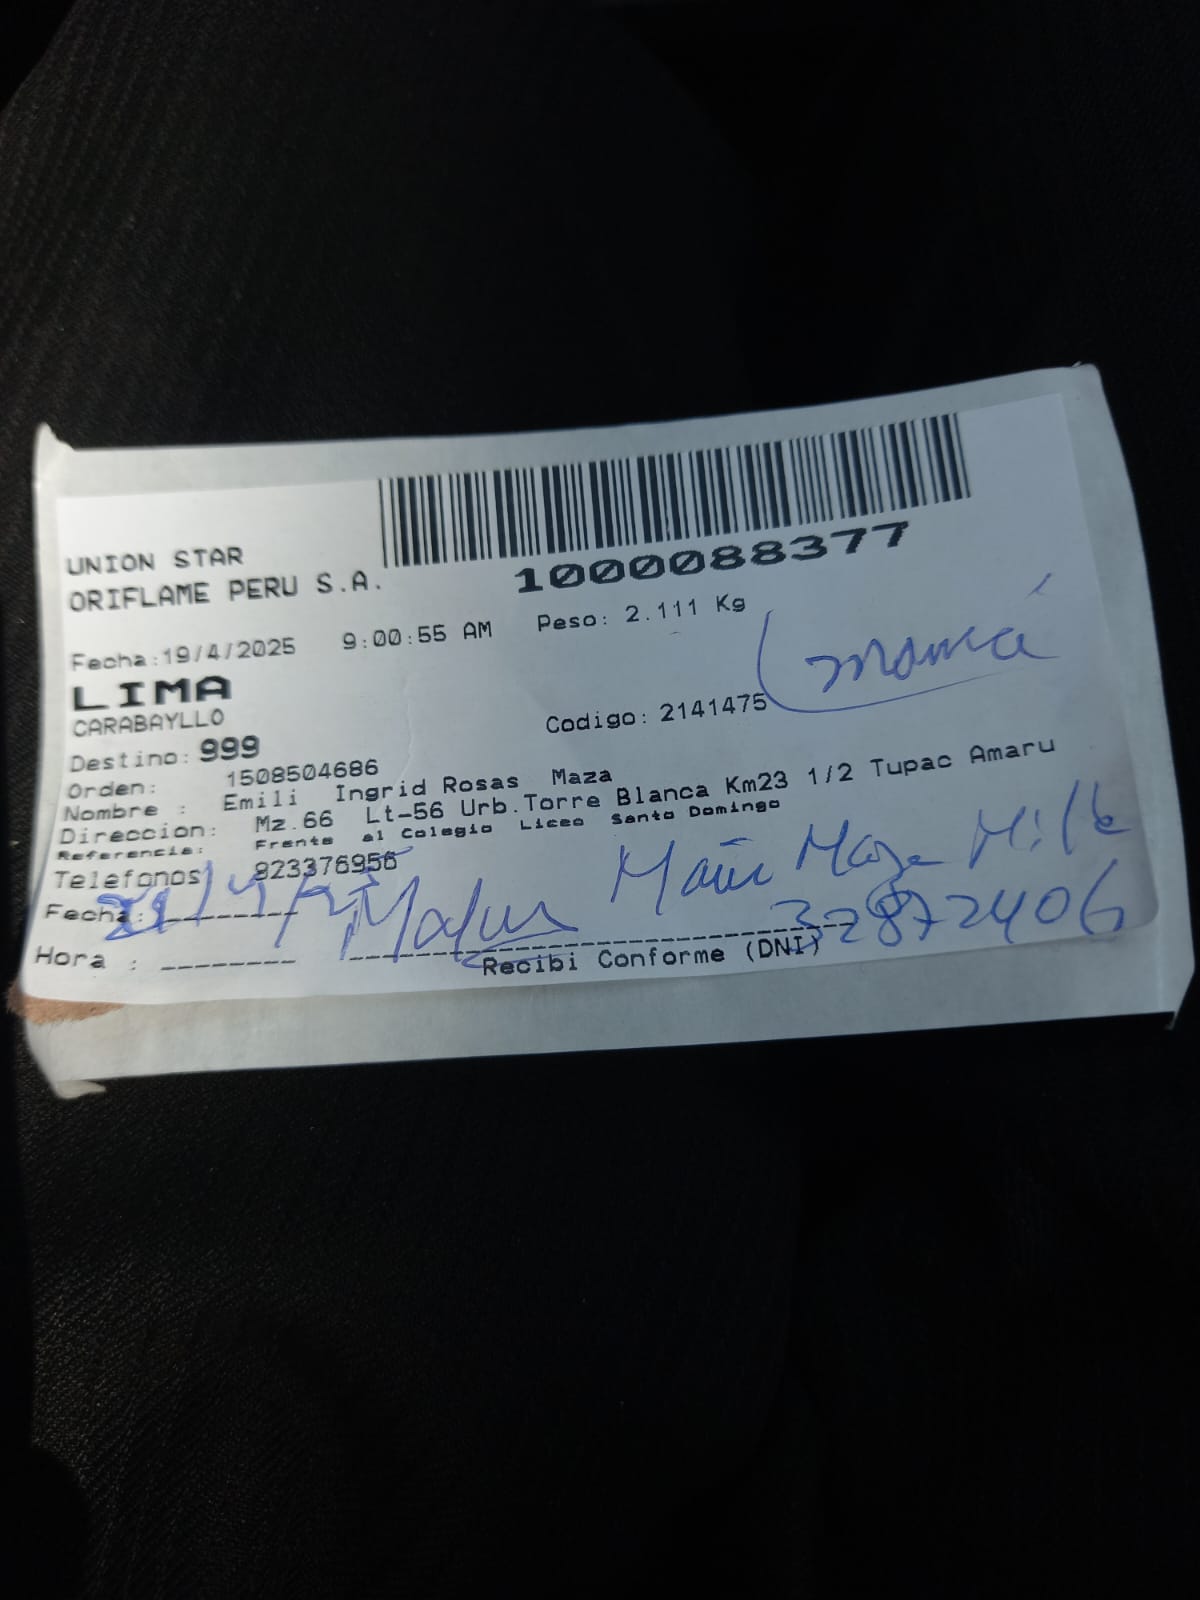 UNION STAR
ORIFLAME PERU S.A.
1000088377
Fecha:19/4/2025 9:00:55 AM Peso: 2.111 Kg
LIMA
CARABAYLLO
mamá
Destino: 999 Codigo: 2141475
Orden: 1508504686
Nombre : Emili Ingrid Rosas Maza
Direccion: Mz.66 Lt-56 Urb.Torre Blanca Km23 1/2 Tupac Amaru
Referencia: Frente al Colegio Liceo Santo Domingo
Telefonos 923376956
Fecha:
Maza
32872406
Hora :
Recibi Conforme (DNI)